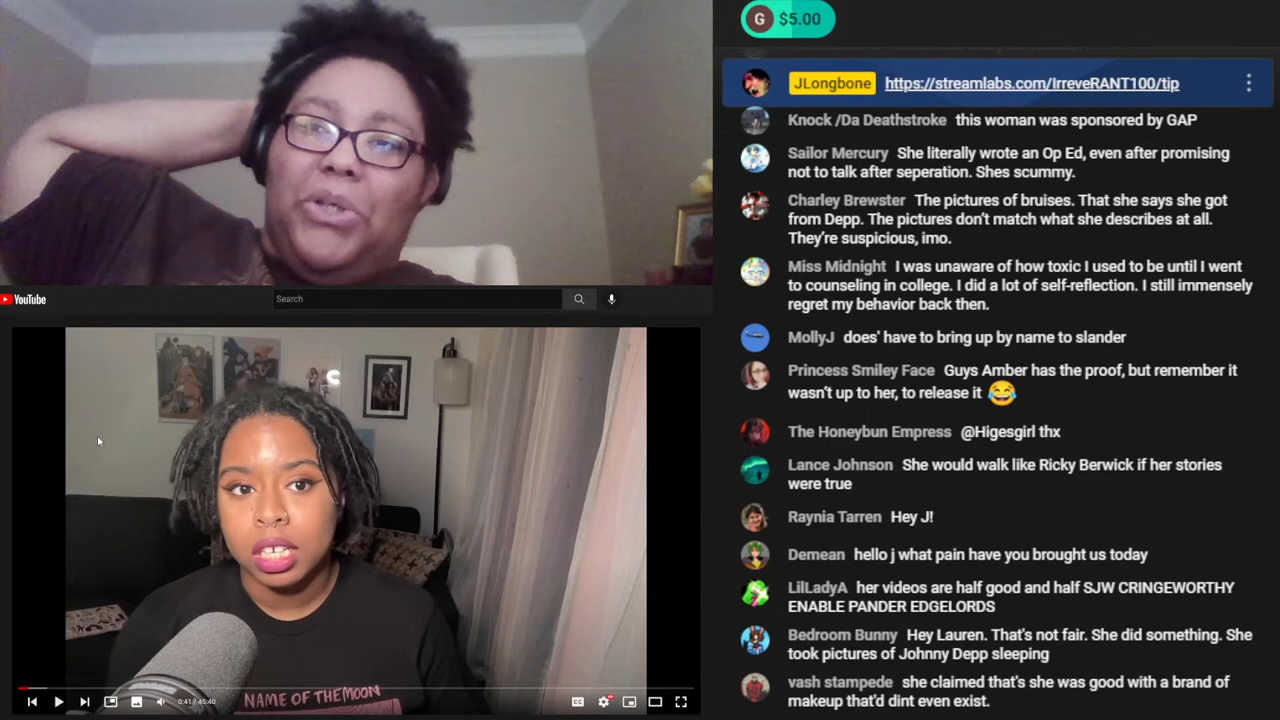 G $5.00
JLongbone https://streamlabs.com/IrreveRANT100/tip
Knock /Da Deathstroke this woman was sponsored by GAP
Sailor Mercury She literally wrote an Op Ed, even after promising
not to talk after seperation. Shes scummy.
Charley Brewster The pictures of bruises. That she says she got
from Depp. The pictures don't match what she describes at all.
They're suspicious, imo.
Miss Midnight I was unaware of how toxic I used to be until I went
to counseling in college. I did a lot of self-reflection. I still immensely
regret my behavior back then.
MollyJ does' have to bring up by name to slander
Princess Smiley Face Guys Amber has the proof, but remember it
wasn't up to her, to release it 😂
The Honeybun Empress @Higesgirl thx
Lance Johnson She would walk like Ricky Berwick if her stories
were true
Raynia Tarren Hey J!
Demean hello j what pain have you brought us today
LilLadyA her videos are half good and half SJW CRINGEWORTHY
ENABLE PANDER EDGELORDS
Bedroom Bunny Hey Lauren. That's not fair. She did something. She
took pictures of Johnny Depp sleeping
vash stampede she claimed that's she was good with a brand of
makeup that'd dint even exist.
YouTube
Search
NAME OF THE MOON
0:41 / 45:40
CC
HD